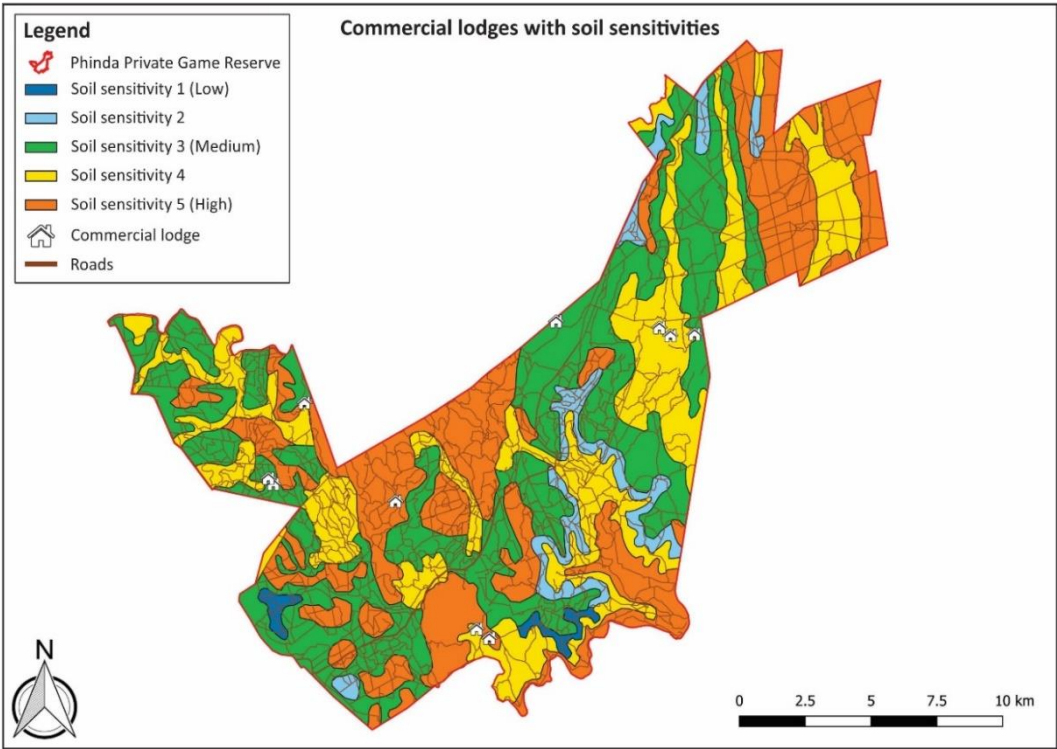 Commercial lodges with soil sensitivities
Legend
Phinda Private Game Reserve
Soil sensitivity 1 (Low)
Soil sensitivity 2
Soil sensitivity 3 (Medium)
Soil sensitivity 4
Soil sensitivity 5 (High)
Commercial lodge
Roads
N
0 2.5 5 7.5 10 km